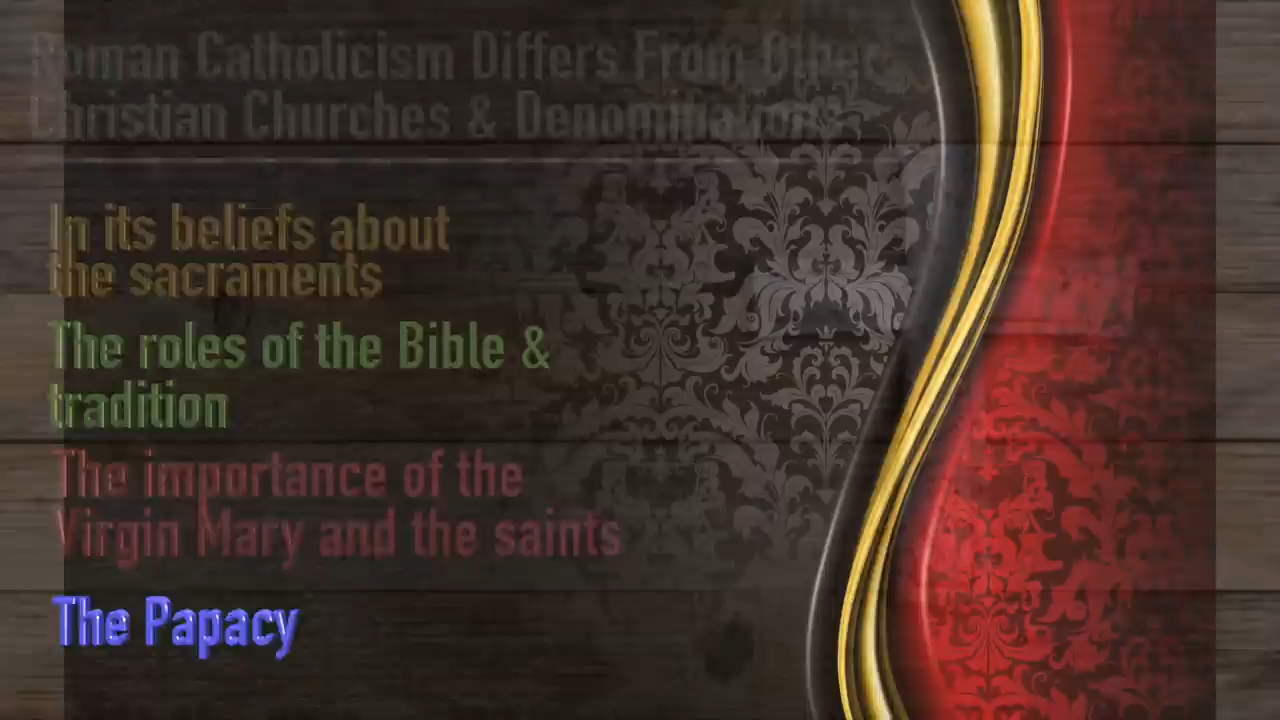 Roman Catholicism Differs From Other
Christian Churches & Denominations
In its beliefs about
the sacraments
The roles of the Bible &
tradition
The importance of the
Virgin Mary and the saints
The Papacy